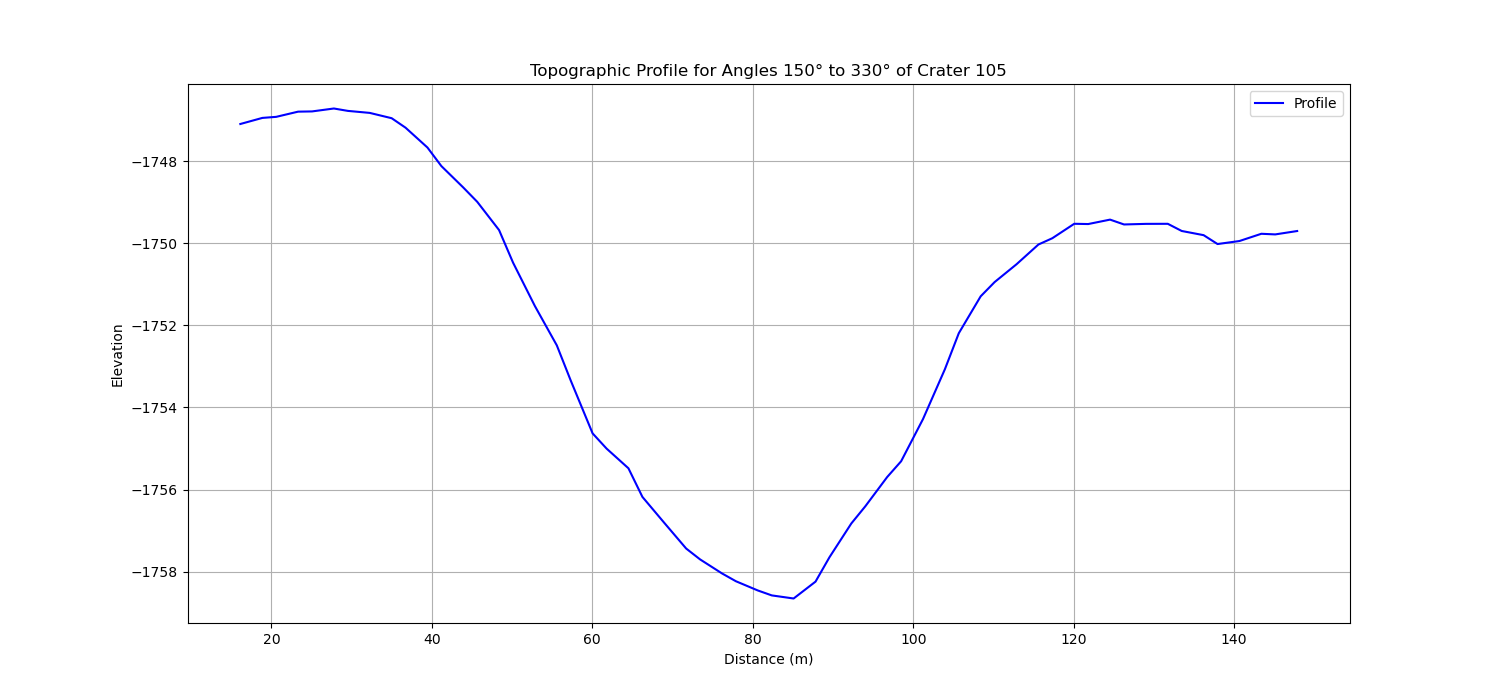 Topographic Profile for Angles 150° to 330° of Crater 105
Profile
−1748
−1750
−1752
−1754
−1756
−1758
Elevation
20 40 60 80 100 120 140
Distance (m)